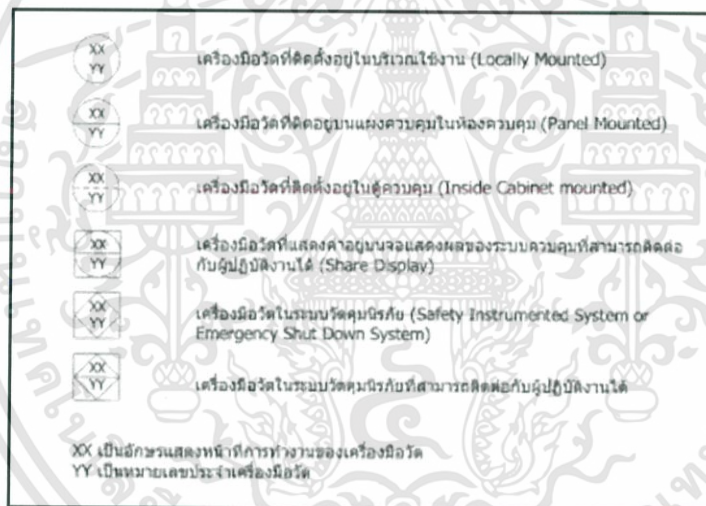 XX
YY
เครื่องมือวัดที่ติดตั้งอยู่ในบริเวณใช้งาน (Locally Mounted)
XX
YY
เครื่องมือวัดที่ติดอยู่บนแผงควบคุมในห้องควบคุม (Panel Mounted)
XX
YY
เครื่องมือวัดที่ติดตั้งอยู่ในตู้ควบคุม (Inside Cabinet mounted)
XX
YY
เครื่องมือวัดที่แสดงค่าอยู่บนจอแสดงผลของระบบควบคุมที่สามารถติดต่อ
กับผู้ปฏิบัติงานได้ (Share Display)
XX
YY
เครื่องมือวัดในระบบวัดคุมนิรภัย (Safety Instrumented System or
Emergency Shut Down System)
XX
YY
เครื่องมือวัดในระบบวัดคุมนิรภัยที่สามารถติดต่อกับผู้ปฏิบัติงานได้
XX เป็นอักษรแสดงหน้าที่การทำงานของเครื่องมือวัด
YY เป็นหมายเลขประจำเครื่องมือวัด